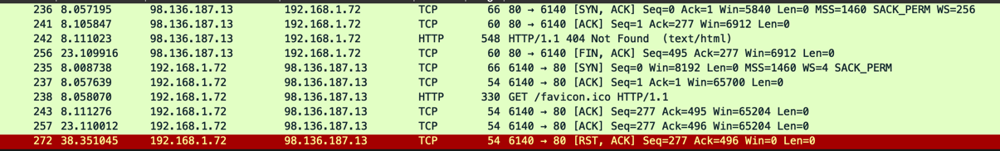 236 8.057195 98.136.187.13 192.168.1.72 TCP 66 80 → 6140 [SYN, ACK] Seq=0 Ack=1 Win=5840 Len=0 MSS=1460 SACK_PERM WS=256
241 8.105847 98.136.187.13 192.168.1.72 TCP 60 80 → 6140 [ACK] Seq=1 Ack=277 Win=6912 Len=0
242 8.111023 98.136.187.13 192.168.1.72 HTTP 548 HTTP/1.1 404 Not Found (text/html)
256 23.109916 98.136.187.13 192.168.1.72 TCP 60 80 → 6140 [FIN, ACK] Seq=495 Ack=277 Win=6912 Len=0
235 8.008738 192.168.1.72 98.136.187.13 TCP 66 6140 → 80 [SYN] Seq=0 Win=8192 Len=0 MSS=1460 WS=4 SACK_PERM
237 8.057639 192.168.1.72 98.136.187.13 TCP 54 6140 → 80 [ACK] Seq=1 Ack=1 Win=65700 Len=0
238 8.058070 192.168.1.72 98.136.187.13 HTTP 330 GET /favicon.ico HTTP/1.1
243 8.111276 192.168.1.72 98.136.187.13 TCP 54 6140 → 80 [ACK] Seq=277 Ack=495 Win=65204 Len=0
257 23.110012 192.168.1.72 98.136.187.13 TCP 54 6140 → 80 [ACK] Seq=277 Ack=496 Win=65204 Len=0
272 38.351045 192.168.1.72 98.136.187.13 TCP 54 6140 → 80 [RST, ACK] Seq=277 Ack=496 Win=0 Len=0